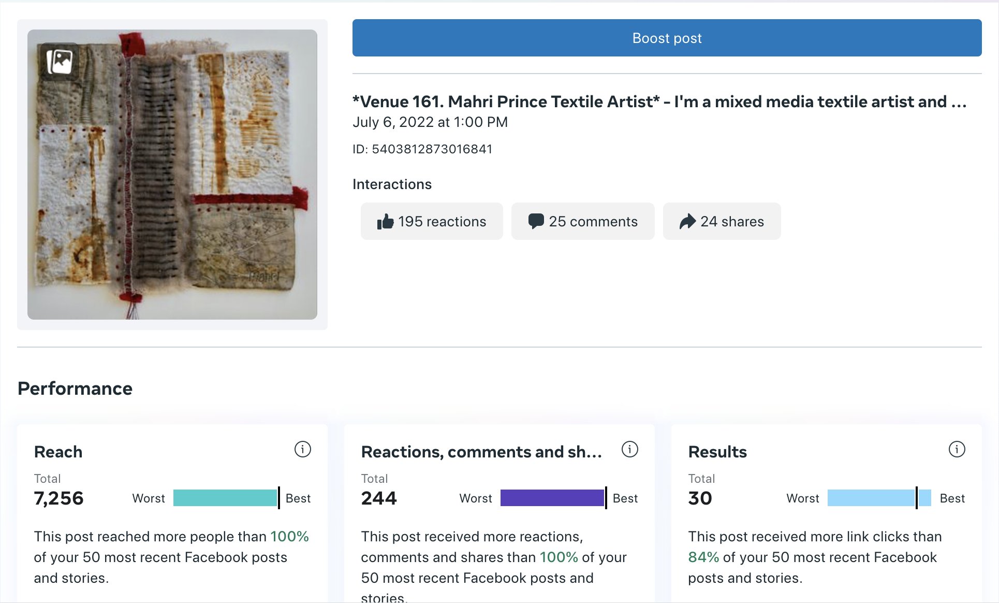 Boost post
*Venue 161. Mahri Prince Textile Artist* - I'm a mixed media textile artist and ...
July 6, 2022 at 1:00 PM
ID: 5403812873016841
Interactions
195 reactions
25 comments
24 shares
mahri
Performance
Reach
Total
7,256
Worst
Best
This post reached more people than 100%
of your 50 most recent Facebook posts
and stories.
Reactions, comments and sh...
Total
244
Worst
Best
This post received more reactions,
comments and shares than 100% of your
50 most recent Facebook posts and
stories.
Results
Total
30
Worst
Best
This post received more link clicks than
84% of your 50 most recent Facebook
posts and stories.